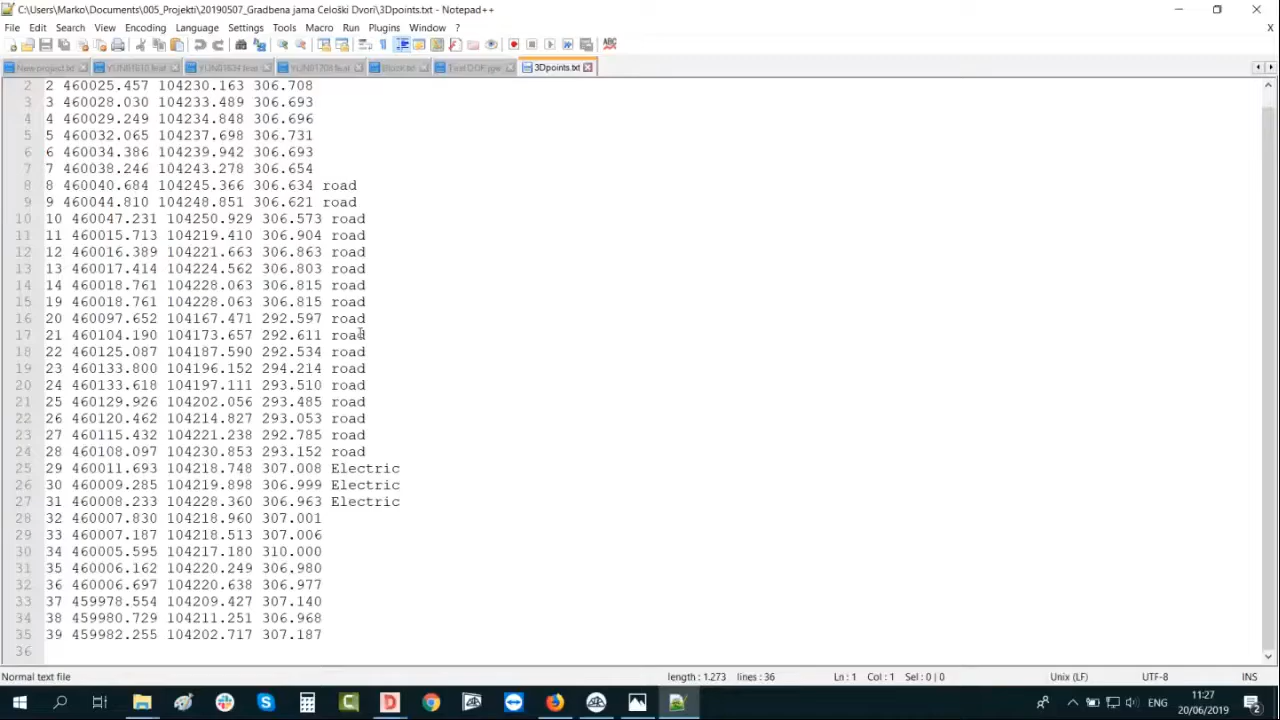 C:\Users\Marko\Documents\005_Projekti\20190507_Gradbena jama Celoški Dvori\3Dpoints.txt - Notepad++
File Edit Search View Encoding Language Settings Tools Macro Run Plugins Window ?
X
3Dpoints.txt
2 2 460025.457 104230.163 306.708
3 3 460028.030 104233.489 306.693
4 4 460029.249 104234.848 306.696
5 5 460032.065 104237.698 306.731
6 6 460034.386 104239.942 306.693
7 7 460038.246 104243.278 306.654
8 8 460040.684 104245.366 306.634 road
9 9 460044.810 104248.851 306.621 road
10 10 460047.231 104250.929 306.573 road
11 11 460015.713 104219.410 306.904 road
12 12 460016.389 104221.663 306.863 road
13 13 460017.414 104224.562 306.803 road
14 14 460018.761 104228.063 306.815 road
15 19 460018.761 104228.063 306.815 road
16 20 460097.652 104167.471 292.597 road
17 21 460104.190 104173.657 292.611 road
18 22 460125.087 104187.590 292.534 road
19 23 460133.800 104196.152 294.214 road
20 24 460133.618 104197.111 293.510 road
21 25 460129.926 104202.056 293.485 road
22 26 460120.462 104214.827 293.053 road
23 27 460115.432 104221.238 292.785 road
24 28 460108.097 104230.853 293.152 road
25 29 460011.693 104218.748 307.008 Electric
26 30 460009.285 104219.898 306.999 Electric
27 31 460008.233 104228.360 306.963 Electric
28 32 460007.830 104218.960 307.001
29 33 460007.187 104218.513 307.006
30 34 460005.595 104217.180 310.000
31 35 460006.162 104220.249 306.980
32 36 460006.697 104220.638 306.977
33 37 459978.554 104209.427 307.140
34 38 459980.729 104211.251 306.968
35 39 459982.255 104202.717 307.187
36
Normal text file length : 1.273 lines : 36 Ln : 1 Col : 1 Sel : 0 | 0 Unix (LF) UTF-8 INS
ENG 11:27
20/06/2019